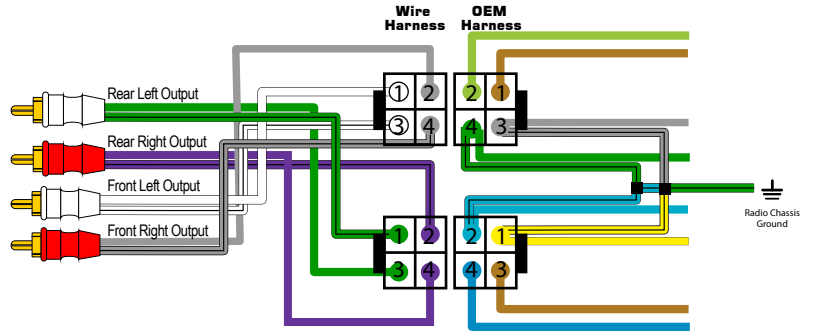 Wire OEM
Harness Harness
Rear Left Output
1 2 2 1
3 4 4 3
Rear Right Output
Front Left Output
Front Right Output
Radio Chassis
Ground
1 2 2 1
3 4 4 3